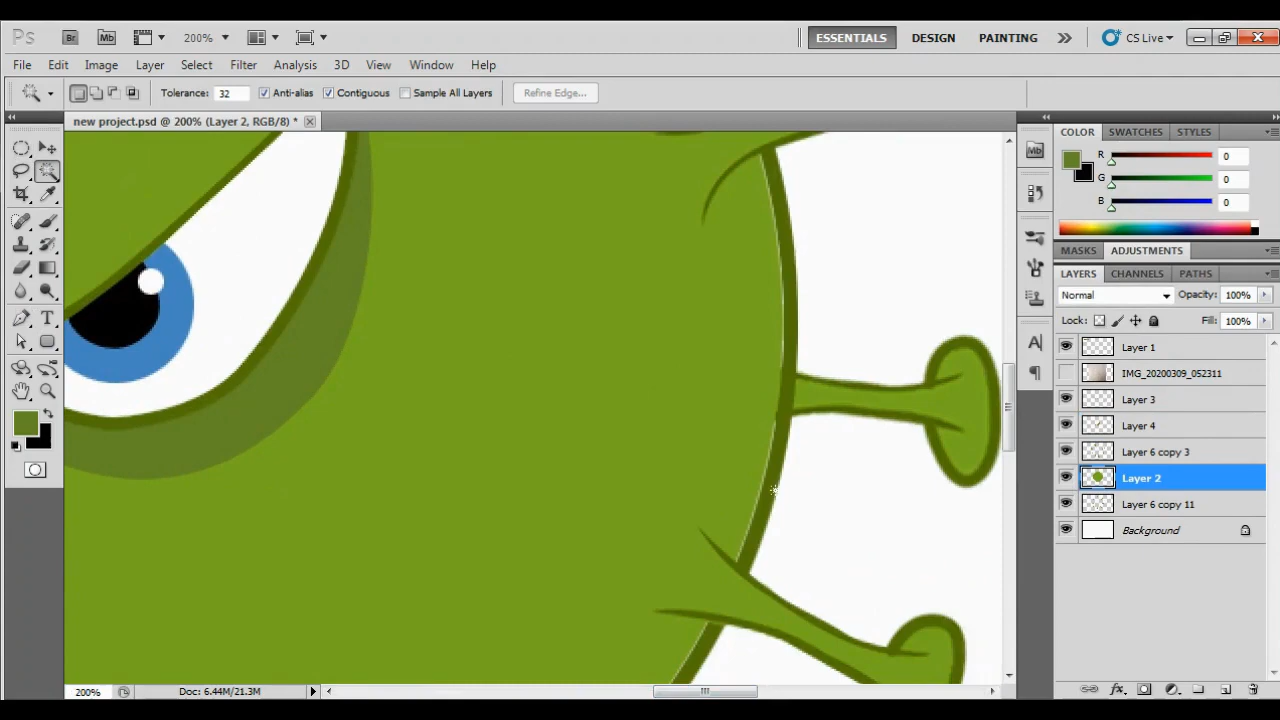 Ps Br Mb 200% ESSENTIALS DESIGN PAINTING CS Live
File Edit Image Layer Select Filter Analysis 3D View Window Help
Tolerance: 32 Anti-alias Contiguous Sample All Layers Refine Edge...
new project.psd @ 200% (Layer 2, RGB/8) *
COLOR SWATCHES STYLES
Mb
R 0
G 0
B 0
MASKS ADJUSTMENTS
LAYERS CHANNELS PATHS
Normal Opacity: 100%
Lock: Fill: 100%
Layer 1
IMG_20200309_052311
Layer 3
Layer 4
Layer 6 copy 3
Layer 2
Layer 6 copy 11
Background
T
A
200% Doc: 6.44M/21.3M
fx